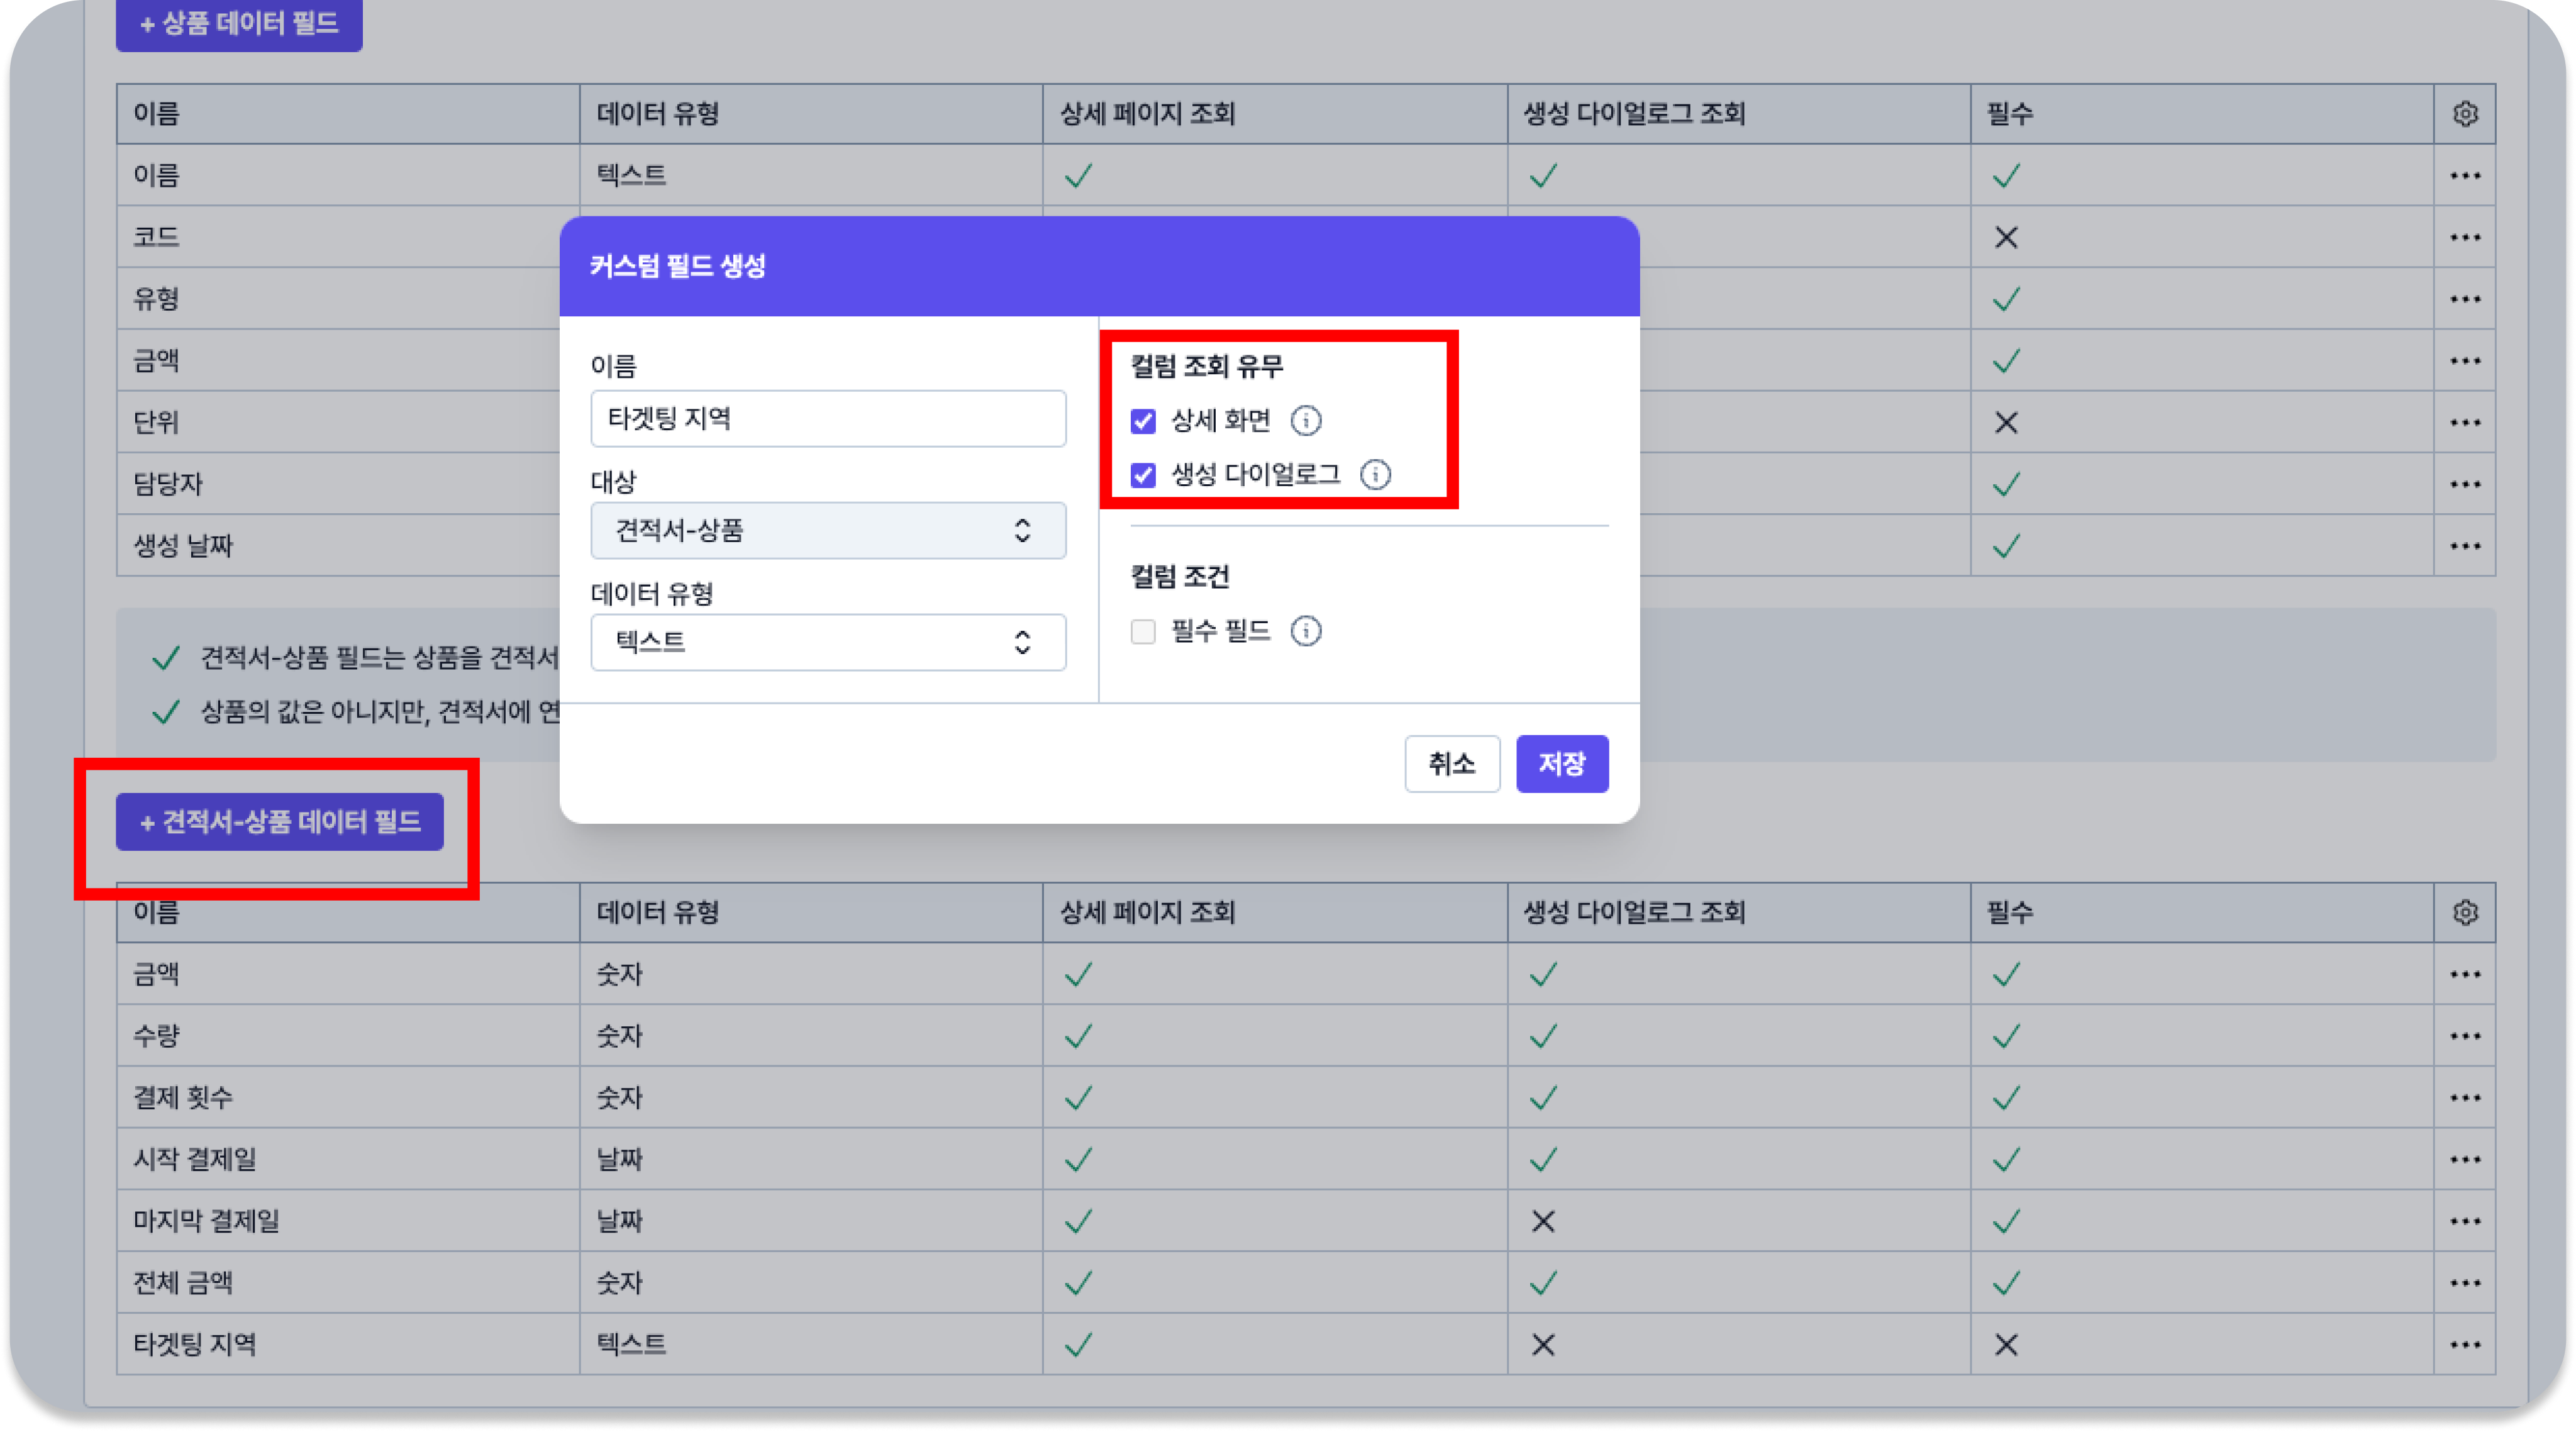 + 상품 데이터 필드
이름 데이터 유형 상세 페이지 조회 생성 다이얼로그 조회 필수
이름 텍스트
코드
유형
금액
단위
담당자
생성 날짜
커스텀 필드 생성
이름
타겟팅 지역
대상
견적서-상품
데이터 유형
텍스트
컬럼 조회 유무
상세 화면
생성 다이얼로그
컬럼 조건
필수 필드
취소 저장
견적서-상품 필드는 상품을 견적서
상품의 값은 아니지만, 견적서에 연
+ 견적서-상품 데이터 필드
이름 데이터 유형 상세 페이지 조회 생성 다이얼로그 조회 필수
금액 숫자
수량 숫자
결제 횟수 숫자
시작 결제일 날짜
마지막 결제일 날짜
전체 금액 숫자
타겟팅 지역 텍스트